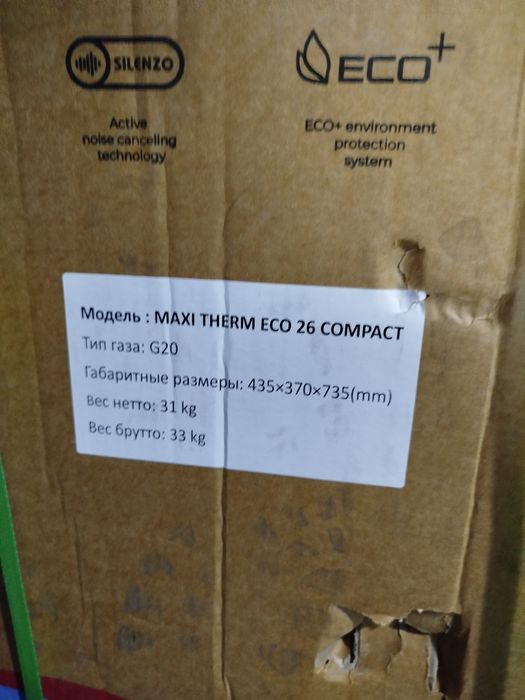 SILENZO
ECO+
Active
noise canceling
technology
ECO+ environment
protection
system
Модель : MAXI THERM ECO 26 COMPACT
Тип газа: G20
Габаритные размеры: 435×370×735(mm)
Вес нетто: 31 kg
Вес брутто: 33 kg